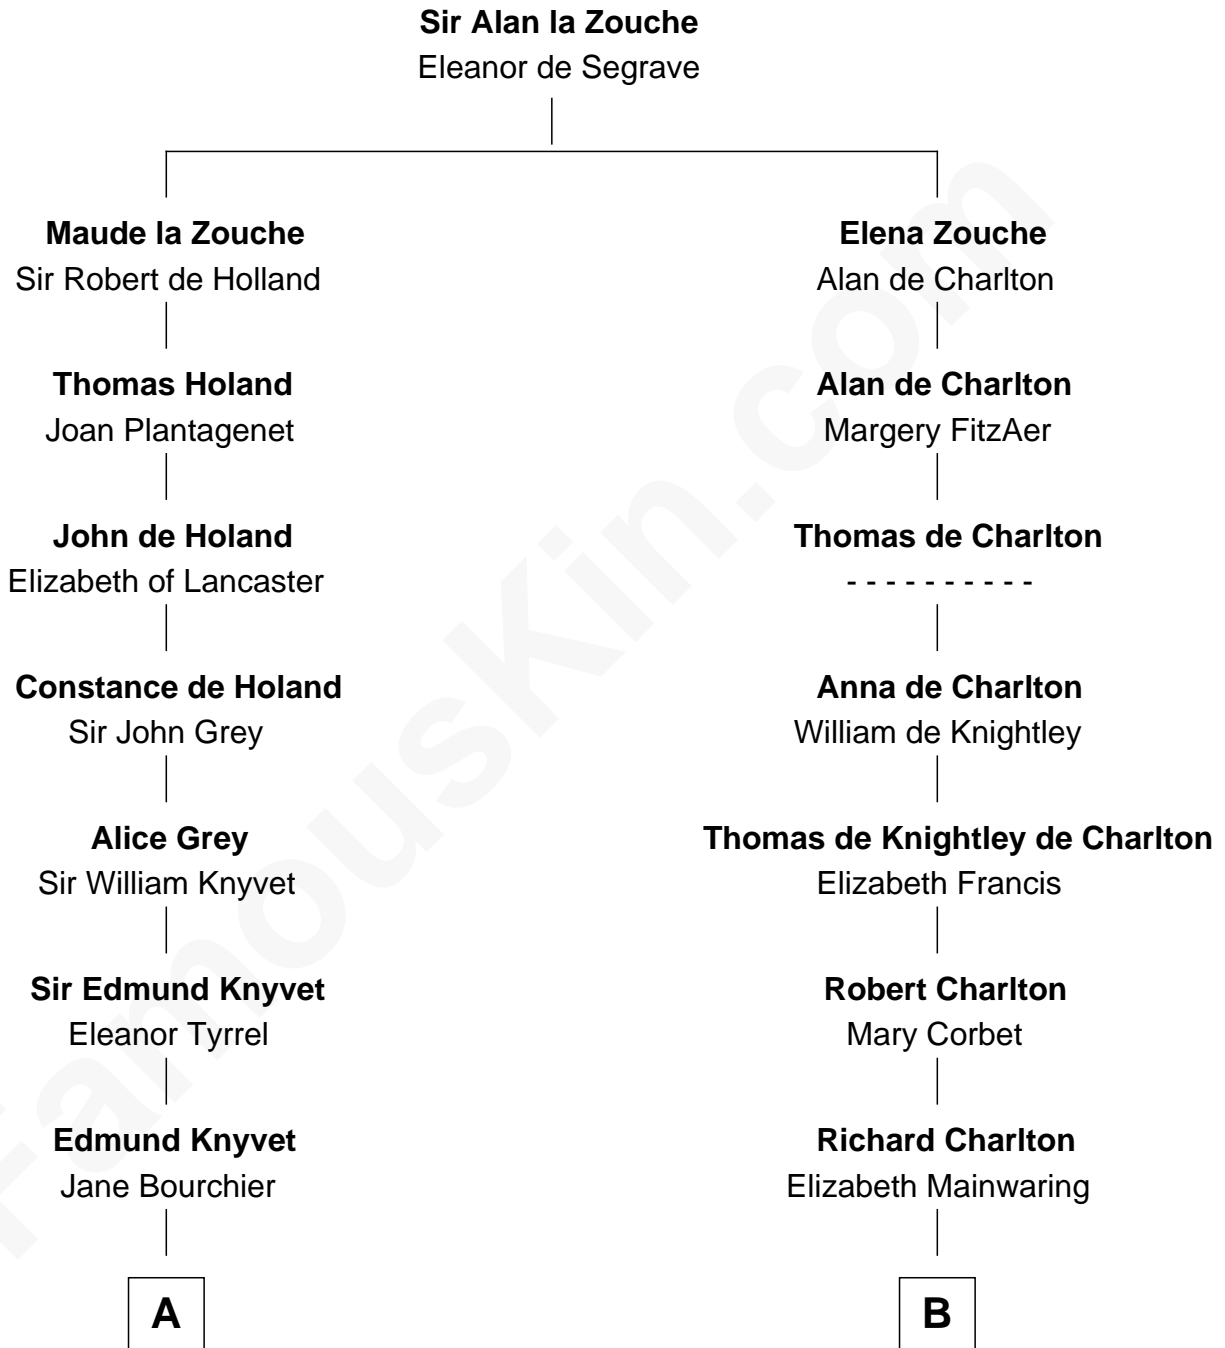 Sir Alan la Zouche
Eleanor de Segrave
Maude la Zouche
Sir Robert de Holland
Elena Zouche
Alan de Charlton
Thomas Holand
Joan Plantagenet
Alan de Charlton
Margery FitzAer
John de Holand
Elizabeth of Lancaster
Thomas de Charlton
- - - - - - - - - -
Constance de Holand
Sir John Grey
Anna de Charlton
William de Knightley
Alice Grey
Sir William Knyvet
Thomas de Knightley de Charlton
Elizabeth Francis
Sir Edmund Knyvet
Eleanor Tyrrel
Robert Charlton
Mary Corbet
Edmund Knyvet
Jane Bourchier
Richard Charlton
Elizabeth Mainwaring
A
B
FamousKin.com